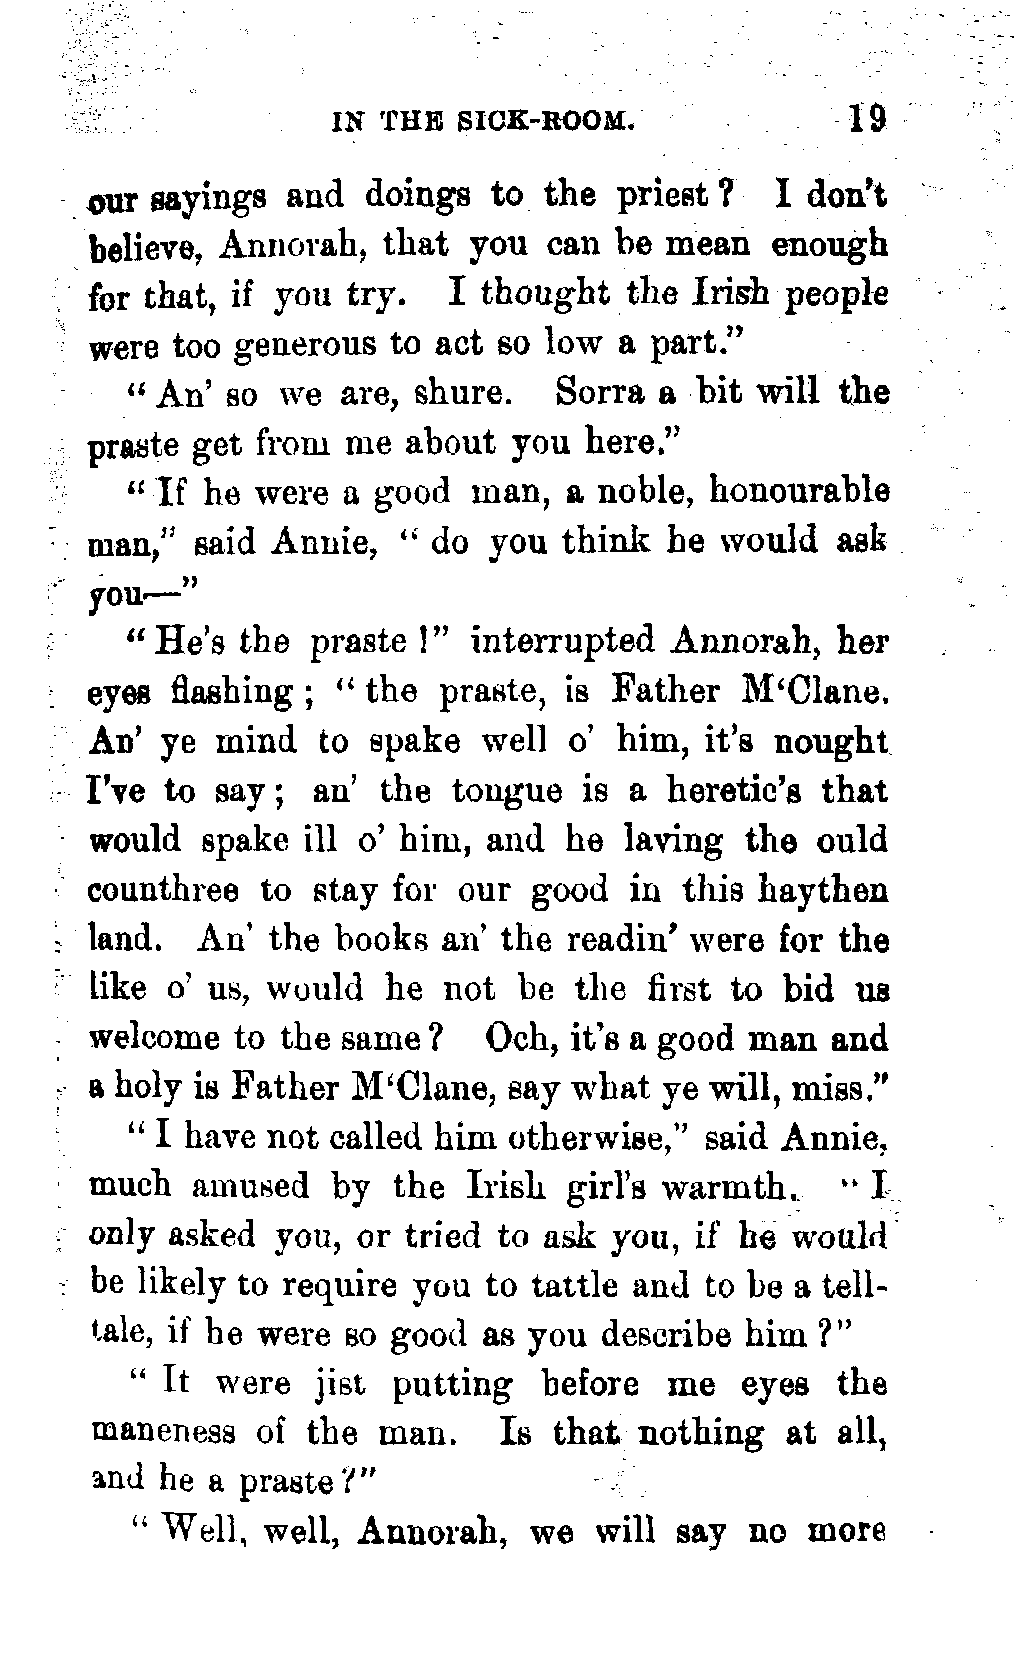 IN THE SICK-ROOM. 19
our sayings and doings to the priest? I don't
believe, Annorah, that you can be mean enough
for that, if you try. I thought the Irish people
were too generous to act so low a part."
"An' so we are, shure. Sorra a bit will the
praste get from me about you here."
"If he were a good man, a noble, honourable
man," said Annie, "do you think he would ask
you—"
"He's the praste!" interrupted Annorah, her
eyes flashing; "the praste, is Father M'Clane.
An' ye mind to spake well o' him, it's nought
I've to say; an' the tongue is a heretic's that
would spake ill o' him, and he laving the ould
counthree to stay for our good in this haythen
land. An' the books an' the readin' were for the
like o' us, would he not be the first to bid us
welcome to the same? Och, it's a good man and
a holy is Father M'Clane, say what ye will, miss."
"I have not called him otherwise," said Annie,
much amused by the Irish girl's warmth. "I
only asked you, or tried to ask you, if he would
be likely to require you to tattle and to be a tell-
tale, if he were so good as you describe him?"
"It were jist putting before me eyes the
maneness of the man. Is that nothing at all,
and he a praste?"
"Well, well, Annorah, we will say no more